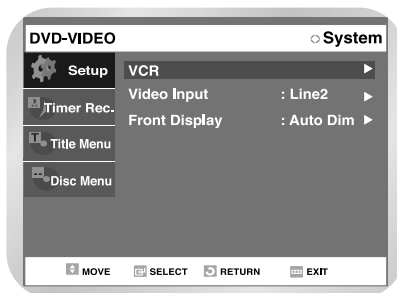 DVD-VIDEO System
Setup VCR
Video Input : Line2
Timer Rec. Front Display : Auto Dim
Title Menu
Disc Menu
MOVE SELECT RETURN EXIT